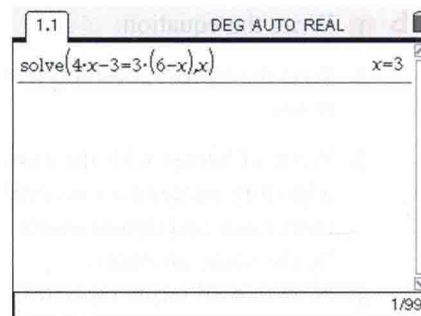 1.1 DEG AUTO REAL
solve(4·x−3=3·(6−x),x) x=3
1/99